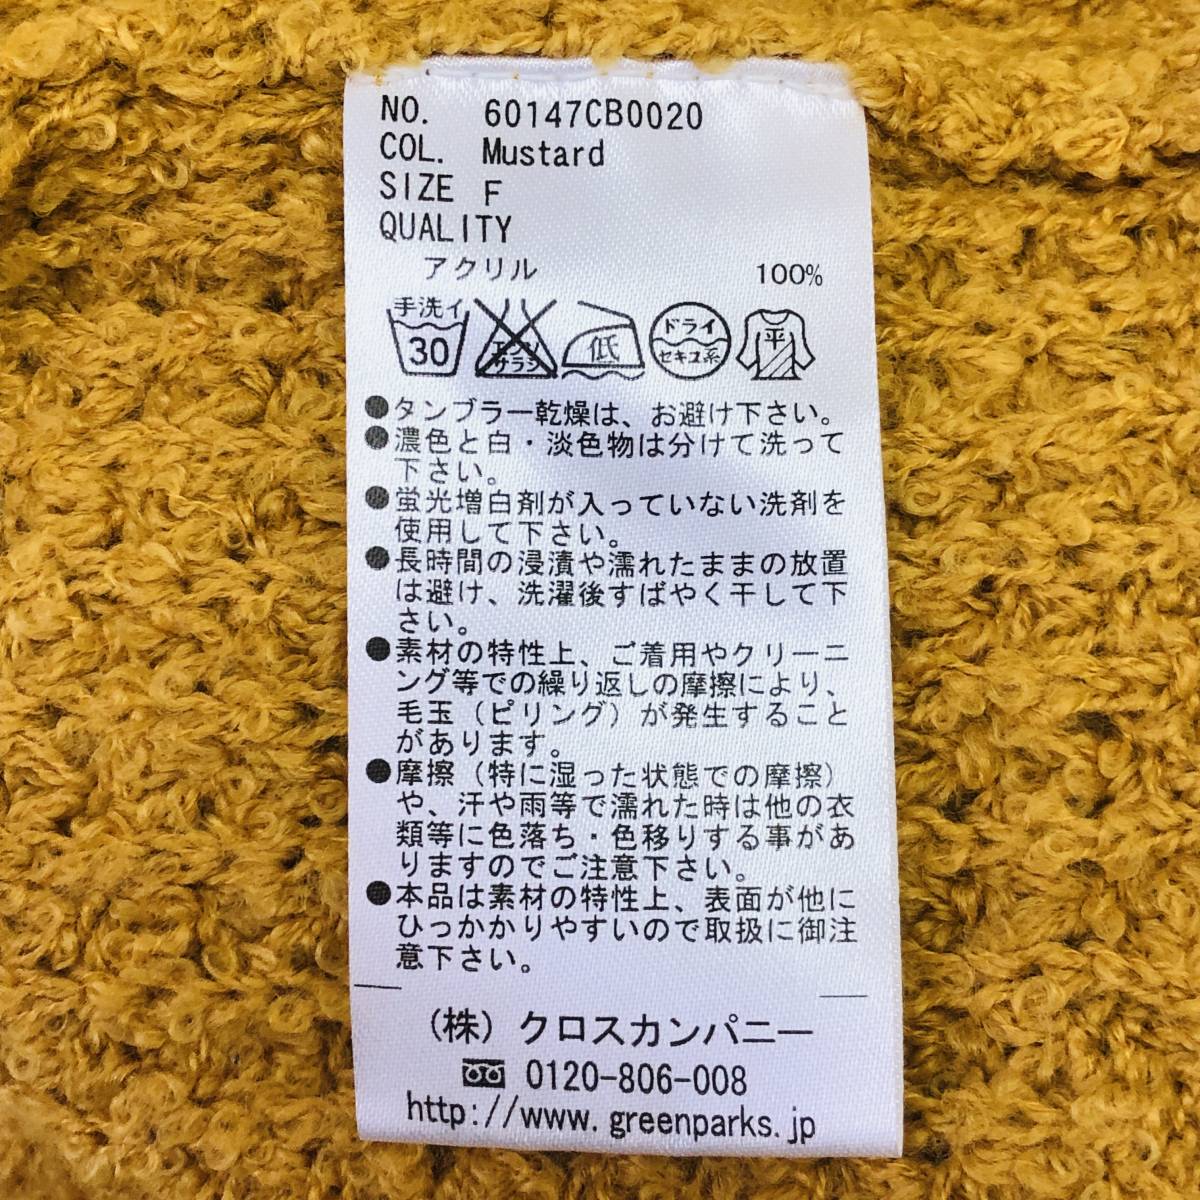 NO. 60147CB0020
COL. Mustard
SIZE F
QUALITY
アクリル 100%
手洗イ 30 エンソサラシ 低 ドライ セキユ系 平
●タンブラー乾燥は、お避け下さい。
●濃色と白・淡色物は分けて洗って
下さい。
●蛍光増白剤が入っていない洗剤を
使用して下さい。
●長時間の浸漬や濡れたままの放置
は避け、洗濯後すばやく干して下
さい。
●素材の特性上、ご着用やクリーニ
ング等での繰り返しの摩擦により、
毛玉（ピリング）が発生すること
があります。
●摩擦（特に湿った状態での摩擦）
や、汗や雨等で濡れた時は他の衣
類等に色落ち・色移りする事があ
りますのでご注意下さい。
●本品は素材の特性上、表面が他に
ひっかかりやすいので取扱に御注
意下さい。
（株）クロスカンパニー
0120-806-008
http://www.greenparks.jp